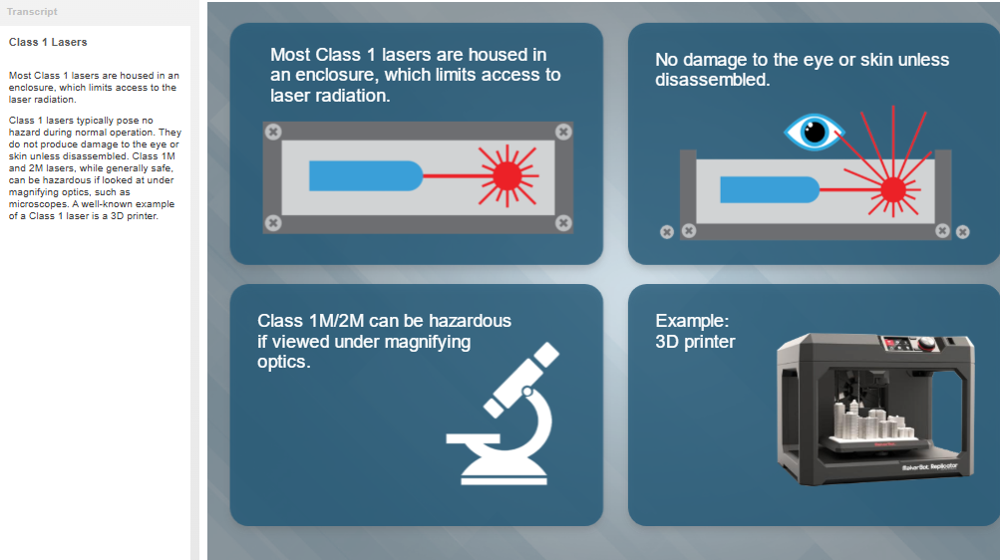 Transcript
Class 1 Lasers
Most Class 1 lasers are housed in an
enclosure, which limits access to the
laser radiation.
Class 1 lasers typically pose no
hazard during normal operation. They
do not produce damage to the eye or
skin unless disassembled. Class 1M
and 2M lasers, while generally safe,
can be hazardous if looked at under
magnifying optics, such as
microscopes. A well-known example
of a Class 1 laser is a 3D printer.
Most Class 1 lasers are housed in
an enclosure, which limits access to
laser radiation.
No damage to the eye or skin unless
disassembled.
Class 1M/2M can be hazardous
if viewed under magnifying
optics.
Example:
3D printer
MakerBot Replicator